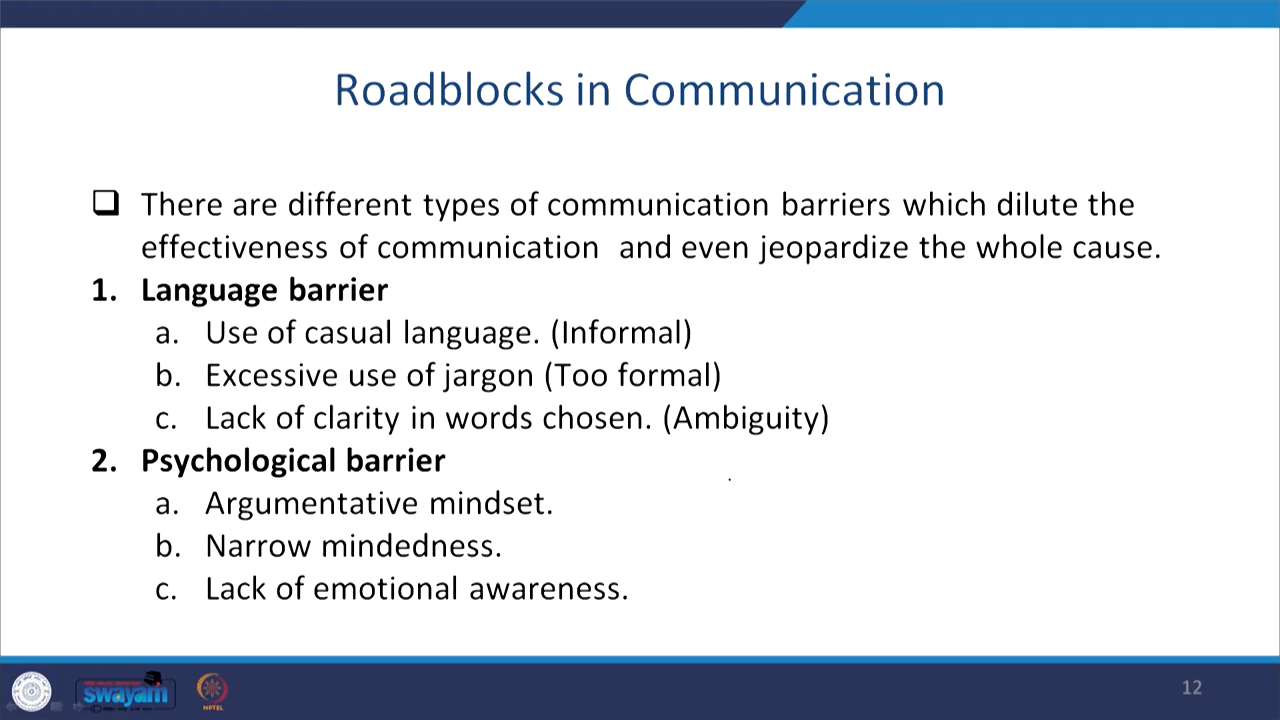 Roadblocks in Communication
❑ There are different types of communication barriers which dilute the
effectiveness of communication and even jeopardize the whole cause.
1. Language barrier
a. Use of casual language. (Informal)
b. Excessive use of jargon (Too formal)
c. Lack of clarity in words chosen. (Ambiguity)
2. Psychological barrier
a. Argumentative mindset.
b. Narrow mindedness.
c. Lack of emotional awareness.
swayam
NPTEL
12